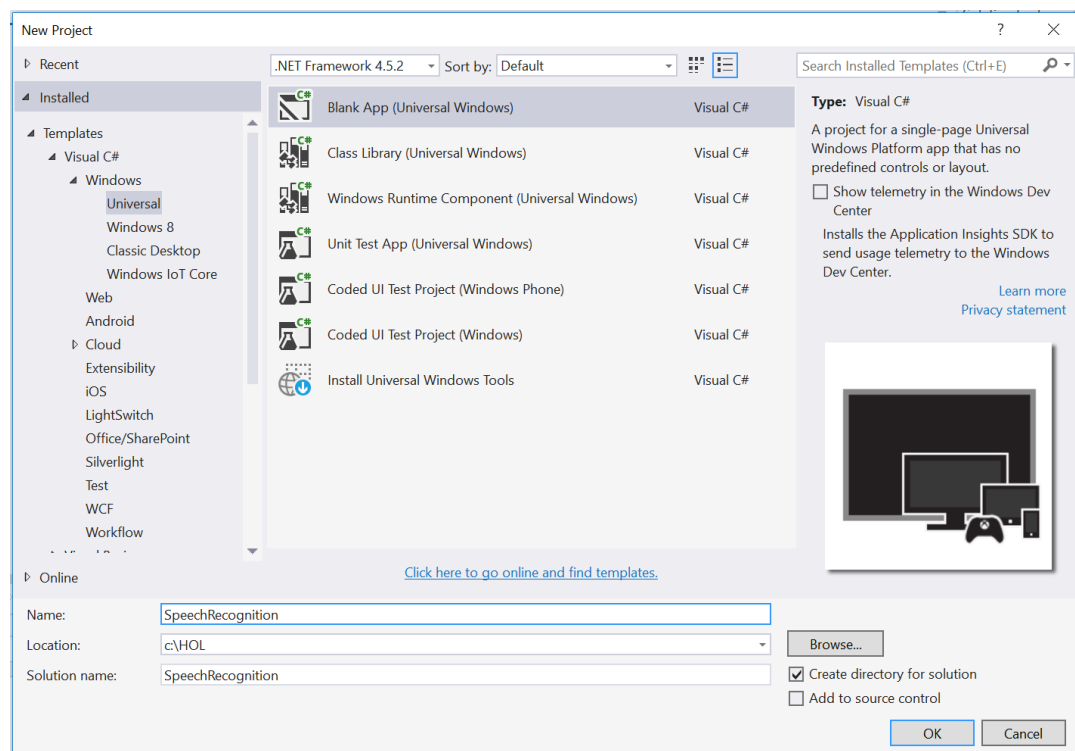 New Project
?
Recent
.NET Framework 4.5.2
Sort by:
Default
Search Installed Templates (Ctrl+E)
Installed
Templates
Visual C#
Windows
Universal
Windows 8
Classic Desktop
Windows IoT Core
Web
Android
Cloud
Extensibility
iOS
LightSwitch
Office/SharePoint
Silverlight
Test
WCF
Workflow
Online
C# Blank App (Universal Windows) Visual C#
C# Class Library (Universal Windows) Visual C#
C# Windows Runtime Component (Universal Windows) Visual C#
C# Unit Test App (Universal Windows) Visual C#
C# Coded UI Test Project (Windows Phone) Visual C#
C# Coded UI Test Project (Windows) Visual C#
Install Universal Windows Tools Visual C#
Click here to go online and find templates.
Type: Visual C#
A project for a single-page Universal
Windows Platform app that has no
predefined controls or layout.
Show telemetry in the Windows Dev
Center
Installs the Application Insights SDK to
send usage telemetry to the Windows
Dev Center.
Learn more
Privacy statement
Name: SpeechRecognition
Location: c:\HOL
Browse...
Solution name: SpeechRecognition
Create directory for solution
Add to source control
OK
Cancel